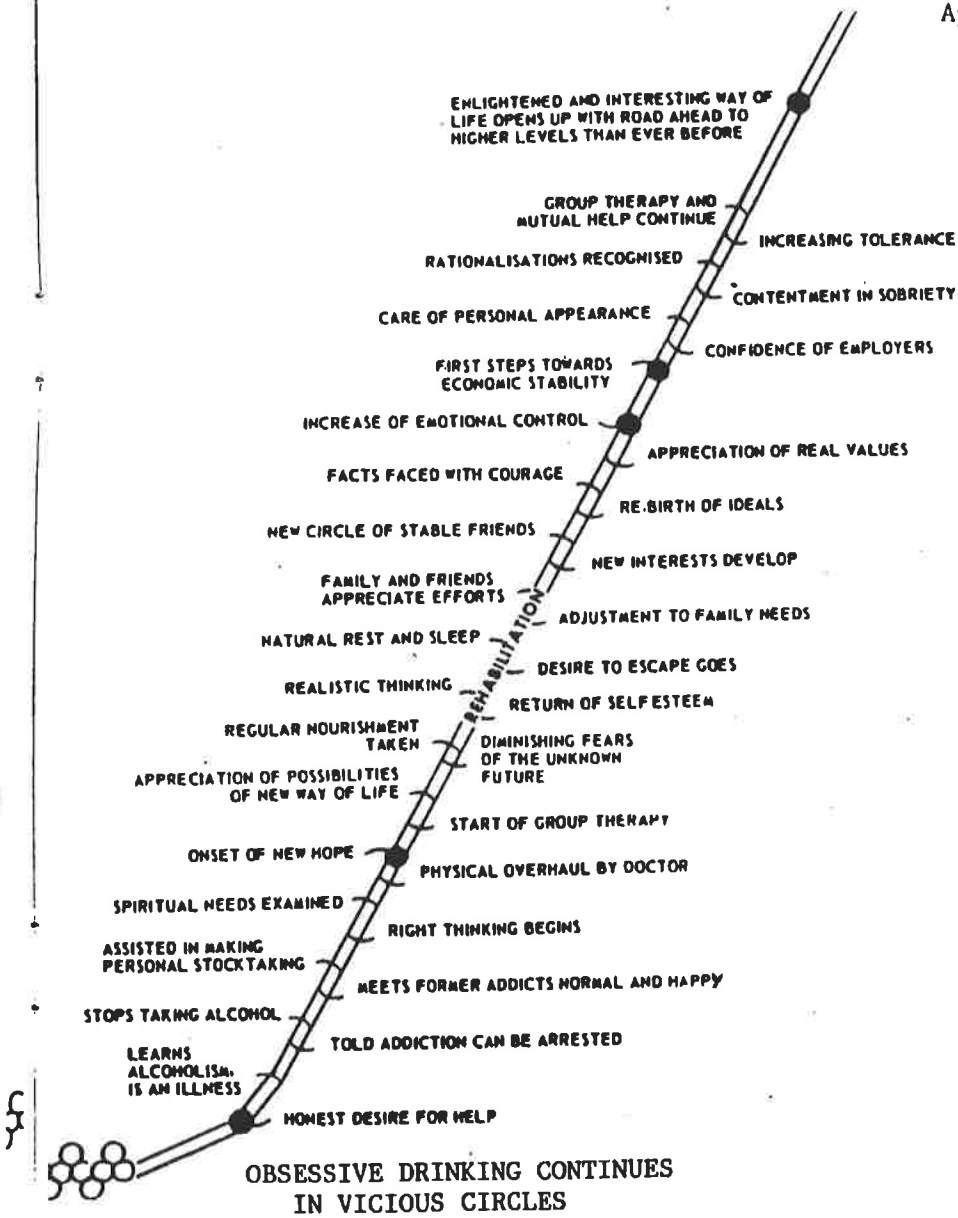 ENLIGHTENED AND INTERESTING WAY OF
LIFE OPENS UP WITH ROAD AHEAD TO
HIGHER LEVELS THAN EVER BEFORE
GROUP THERAPY AND
MUTUAL HELP CONTINUE
INCREASING TOLERANCE
RATIONALISATIONS RECOGNISED
CONTENTMENT IN SOBRIETY
CARE OF PERSONAL APPEARANCE
CONFIDENCE OF EMPLOYERS
FIRST STEPS TOWARDS
ECONOMIC STABILITY
INCREASE OF EMOTIONAL CONTROL
APPRECIATION OF REAL VALUES
FACTS FACED WITH COURAGE
RE.BIRTH OF IDEALS
NEW CIRCLE OF STABLE FRIENDS
NEW INTERESTS DEVELOP
FAMILY AND FRIENDS
APPRECIATE EFFORTS
ADJUSTMENT TO FAMILY NEEDS
REHABILITATION
NATURAL REST AND SLEEP
DESIRE TO ESCAPE GOES
REALISTIC THINKING
RETURN OF SELF ESTEEM
REGULAR NOURISHMENT
TAKEN
DIMINISHING FEARS
OF THE UNKNOWN
FUTURE
APPRECIATION OF POSSIBILITIES
OF NEW WAY OF LIFE
START OF GROUP THERAPY
ONSET OF NEW HOPE
PHYSICAL OVERHAUL BY DOCTOR
SPIRITUAL NEEDS EXAMINED
RIGHT THINKING BEGINS
ASSISTED IN MAKING
PERSONAL STOCKTAKING
MEETS FORMER ADDICTS NORMAL AND HAPPY
STOPS TAKING ALCOHOL
TOLD ADDICTION CAN BE ARRESTED
LEARNS
ALCOHOLISM.
IS AN ILLNESS
HONEST DESIRE FOR HELP
OBSESSIVE DRINKING CONTINUES
IN VICIOUS CIRCLES